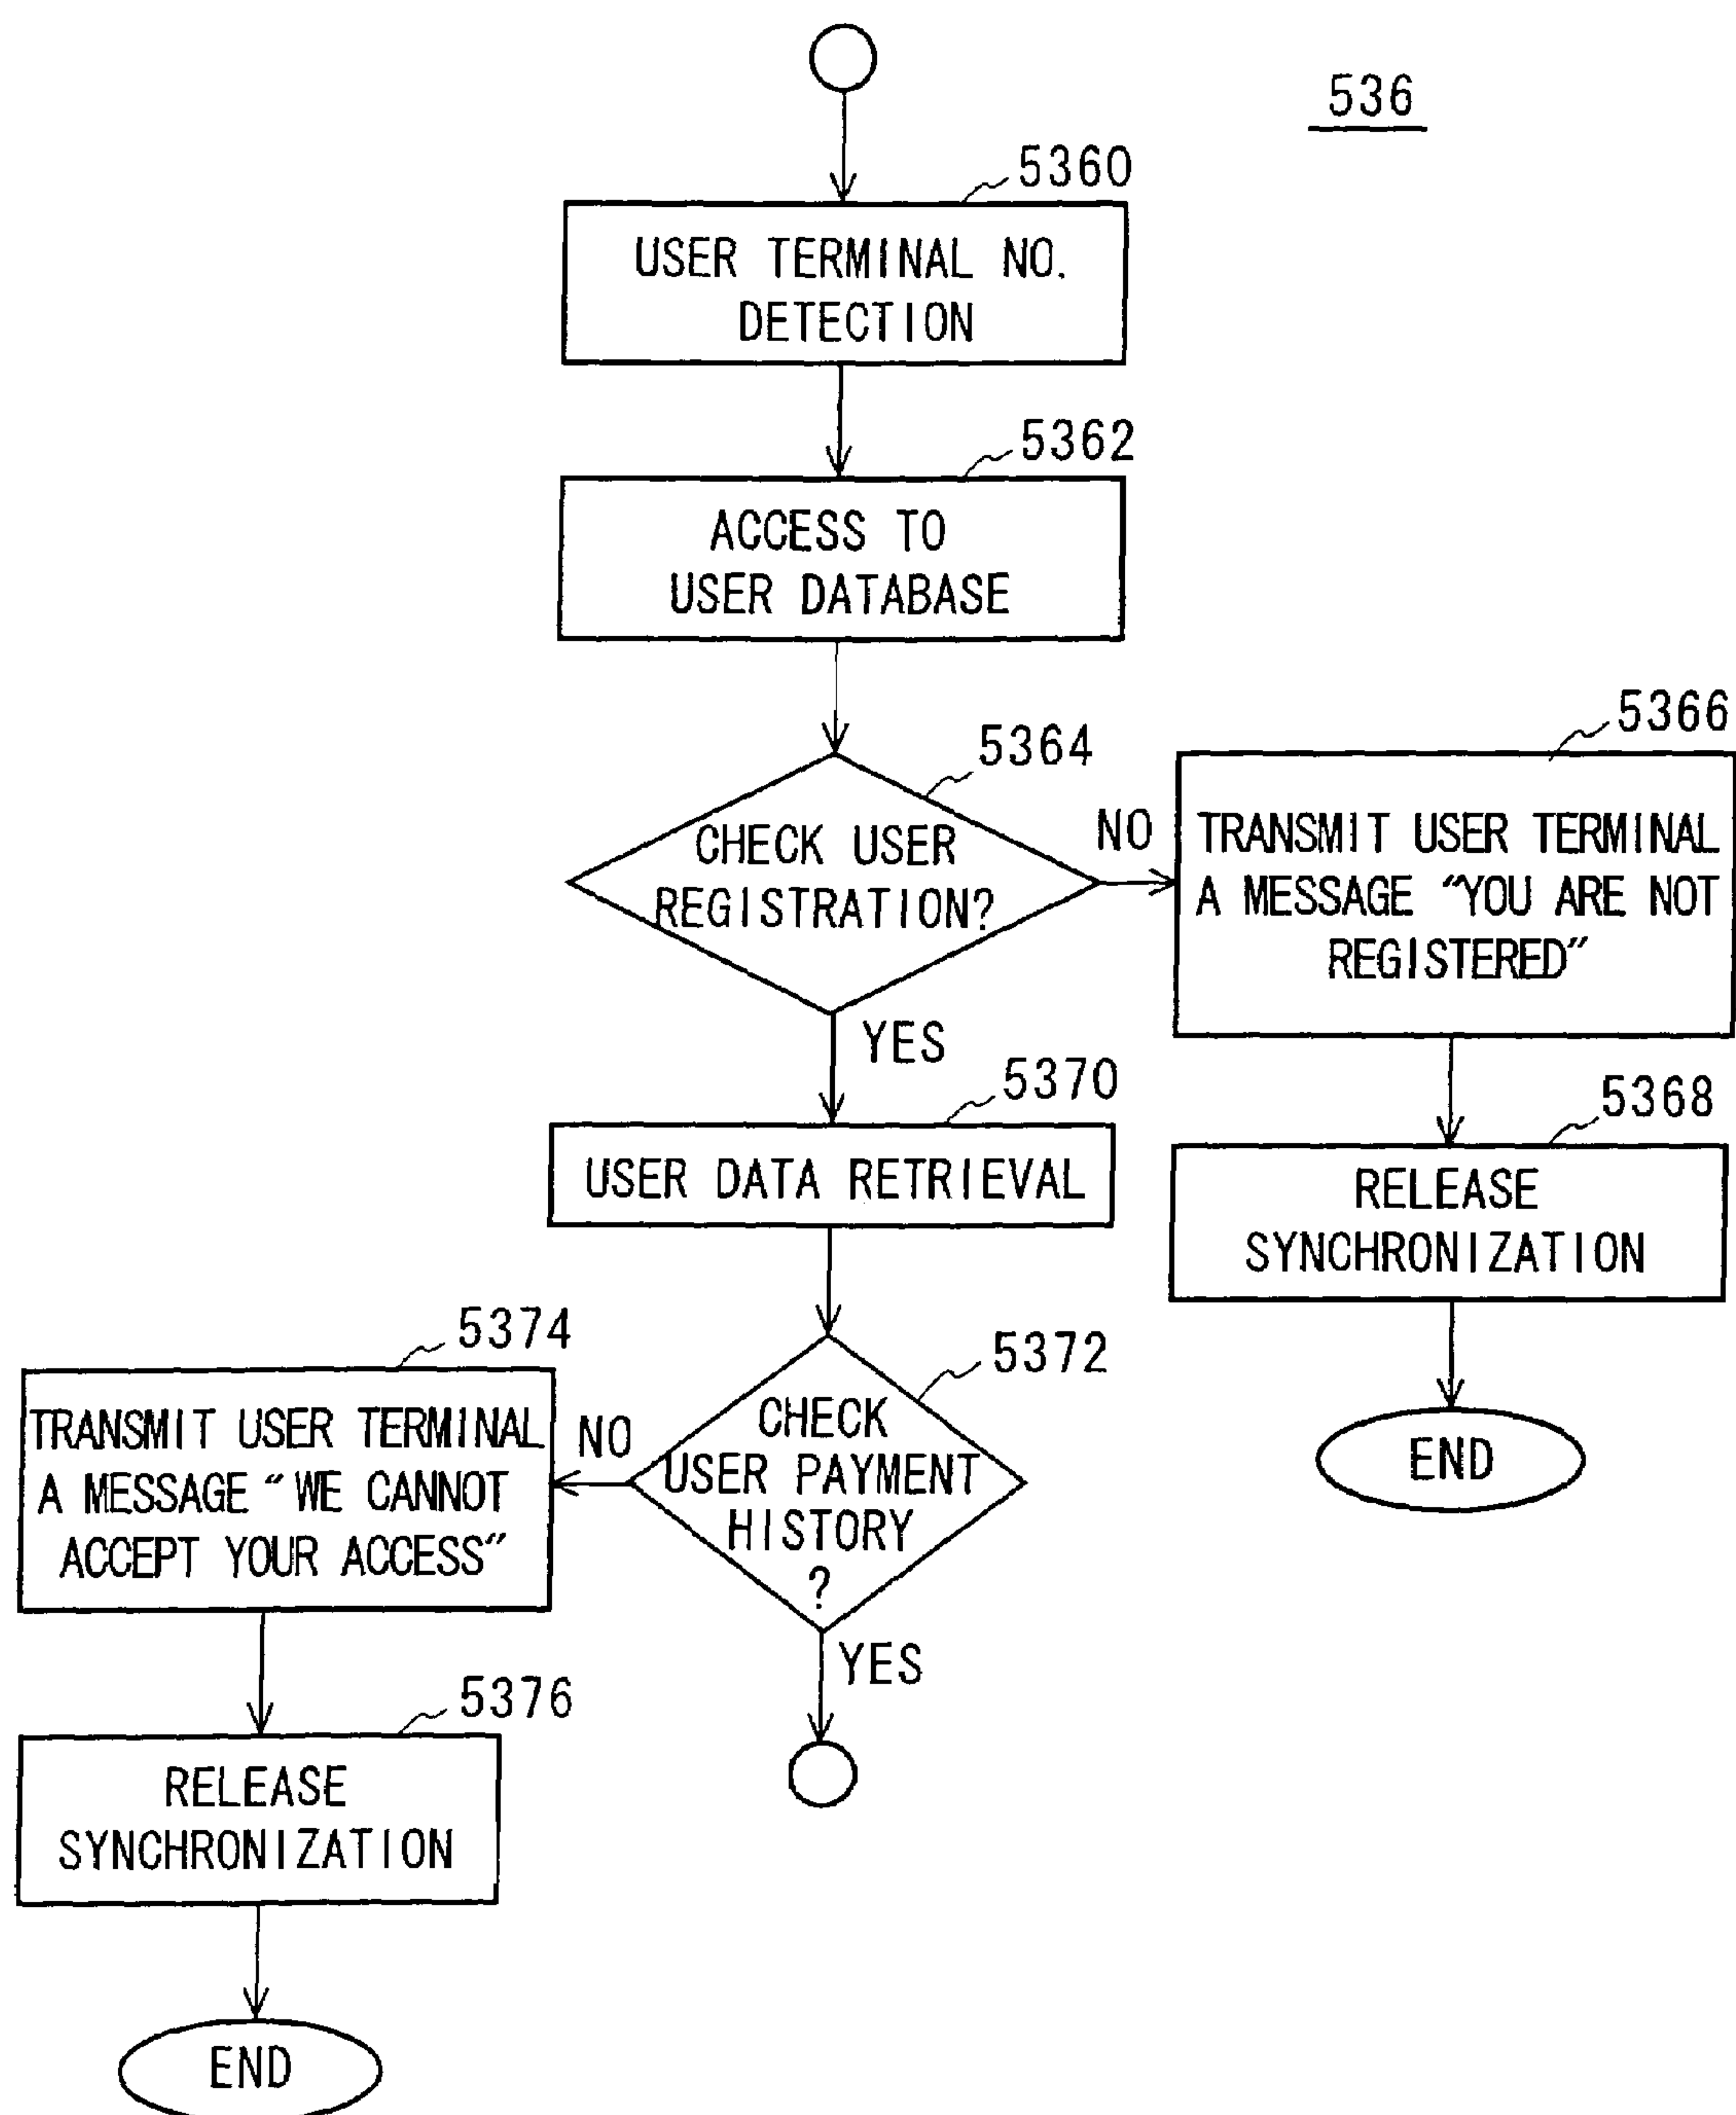 536
5360
USER TERMINAL NO.
DETECTION
5362
ACCESS TO
USER DATABASE
5364
CHECK USER
REGISTRATION?
NO
5366
TRANSMIT USER TERMINAL
A MESSAGE "YOU ARE NOT
REGISTERED"
YES
5368
RELEASE
SYNCHRONIZATION
END
5370
USER DATA RETRIEVAL
5372
CHECK
USER PAYMENT
HISTORY
?
NO
5374
TRANSMIT USER TERMINAL
A MESSAGE "WE CANNOT
ACCEPT YOUR ACCESS"
YES
5376
RELEASE
SYNCHRONIZATION
END